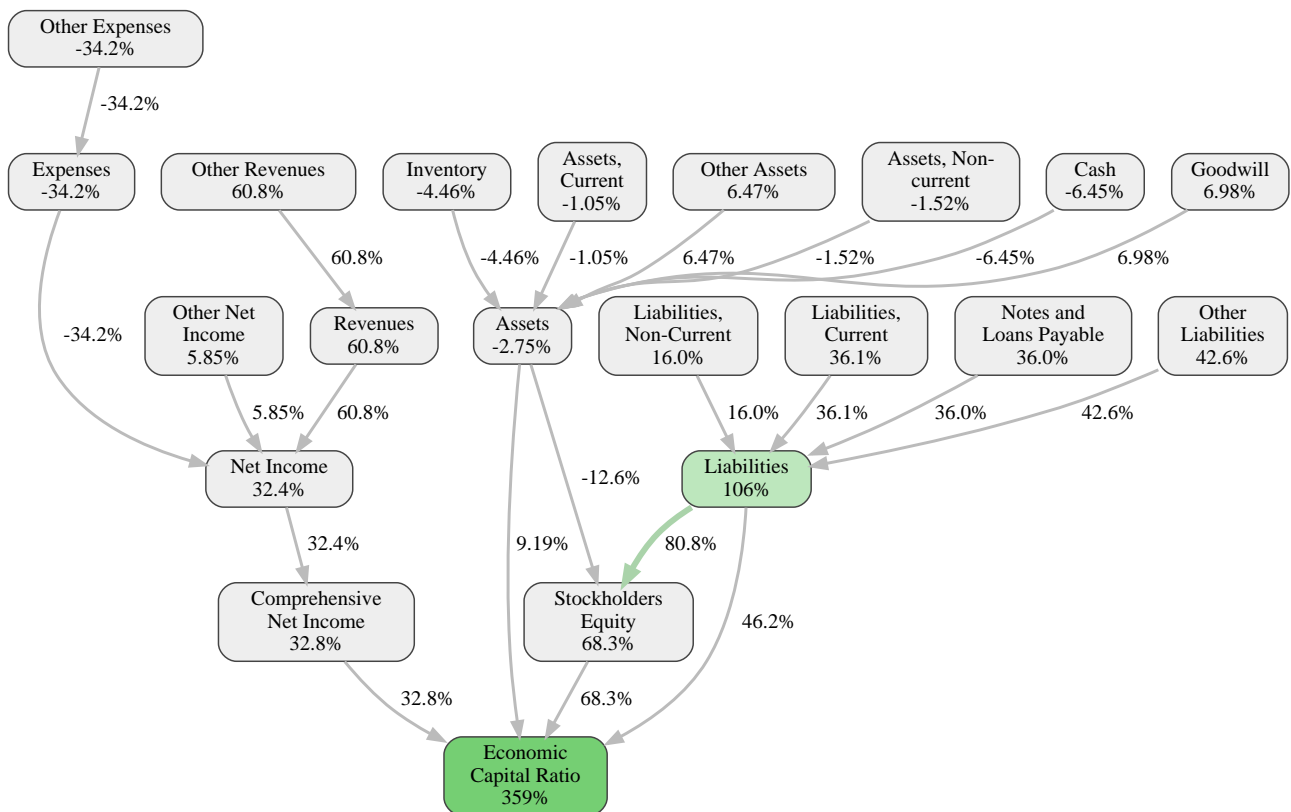 Other Expenses
-34.2%
-34.2%
Expenses
-34.2%
Other Revenues
60.8%
Inventory
-4.46%
Assets,
Current
-1.05%
Other Assets
6.47%
Assets, Non-
current
-1.52%
Cash
-6.45%
Goodwill
6.98%
60.8%
-4.46%
-1.05%
6.47%
-1.52%
-6.45%
6.98%
-34.2%
Other Net
Income
5.85%
Revenues
60.8%
Assets
-2.75%
Liabilities,
Non-Current
16.0%
Liabilities,
Current
36.1%
Notes and
Loans Payable
36.0%
Other
Liabilities
42.6%
5.85%
60.8%
16.0%
36.1%
36.0%
42.6%
Net Income
32.4%
-12.6%
Liabilities
106%
32.4%
9.19%
80.8%
Comprehensive
Net Income
32.8%
Stockholders
Equity
68.3%
46.2%
32.8%
68.3%
Economic
Capital Ratio
359%